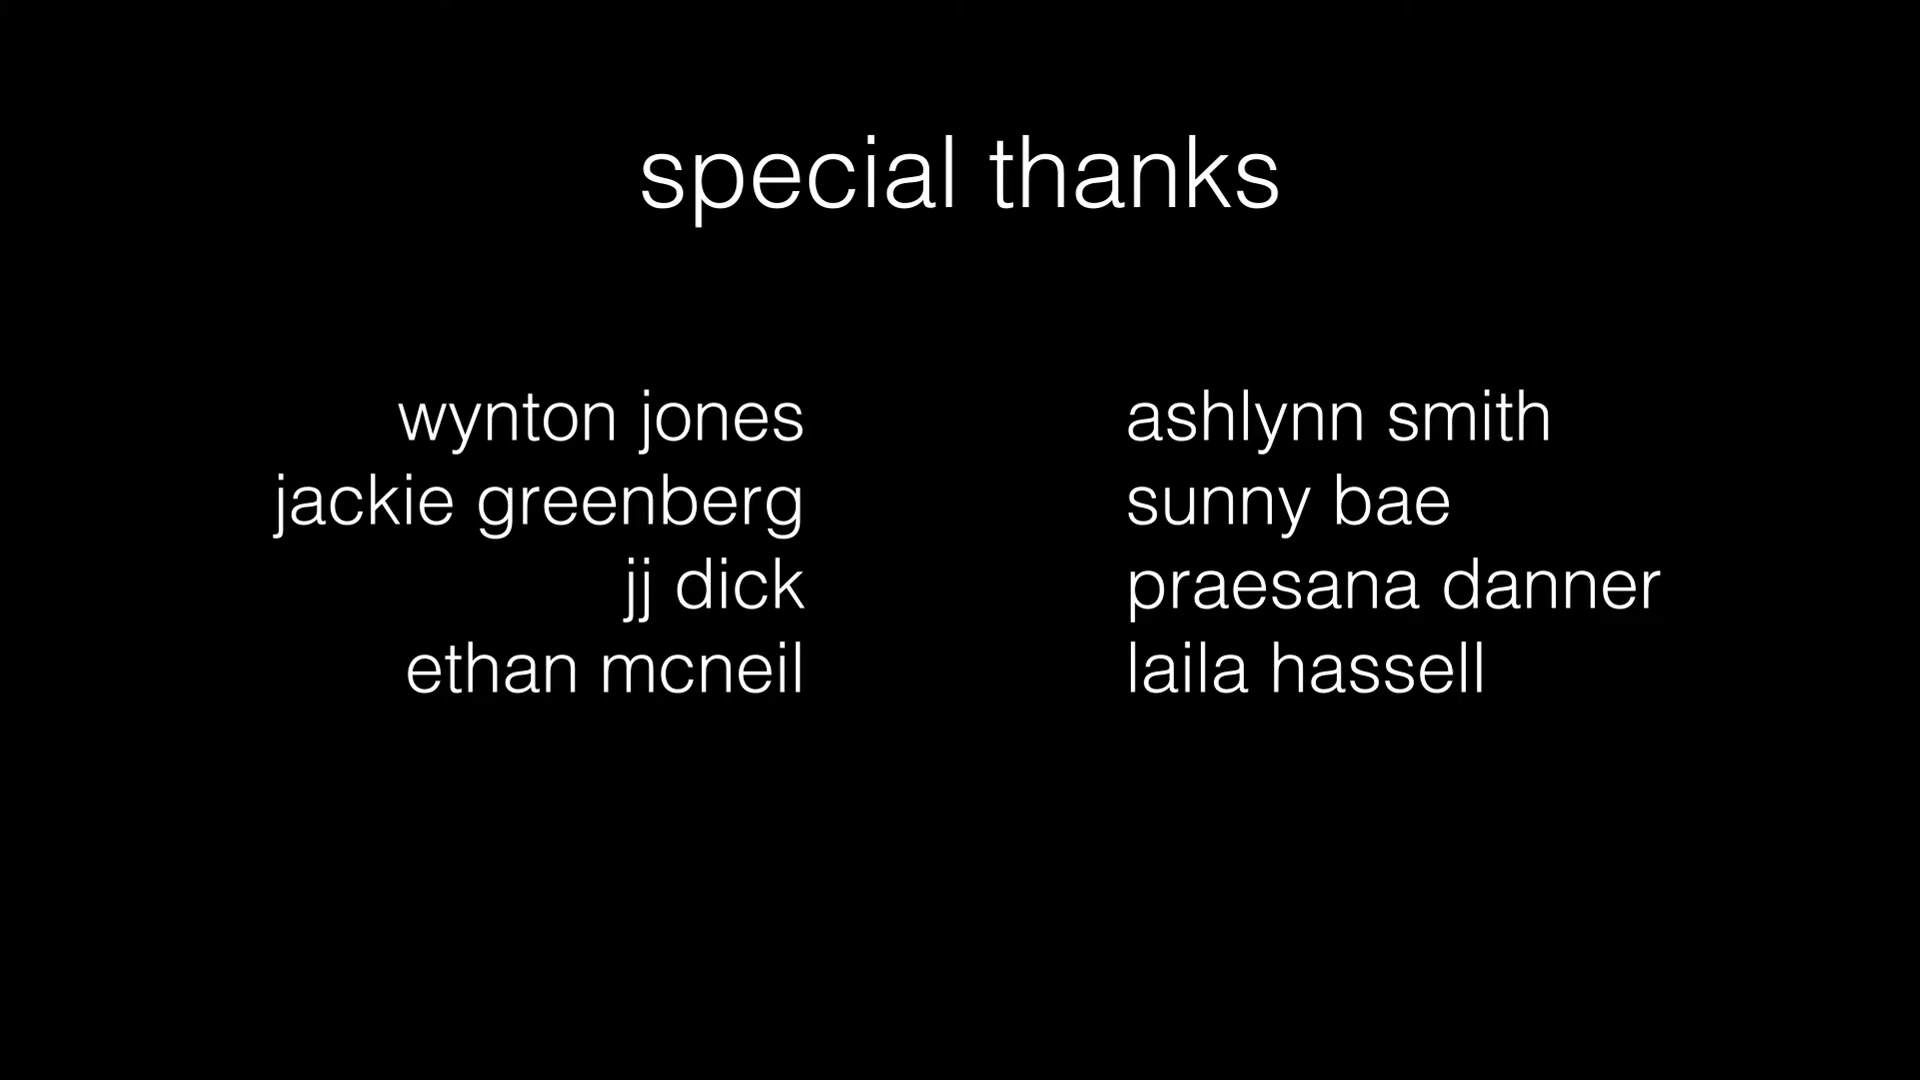 special thanks
wynton jones
jackie greenberg
jj dick
ethan mcneil
ashlynn smith
sunny bae
praesana danner
laila hassell